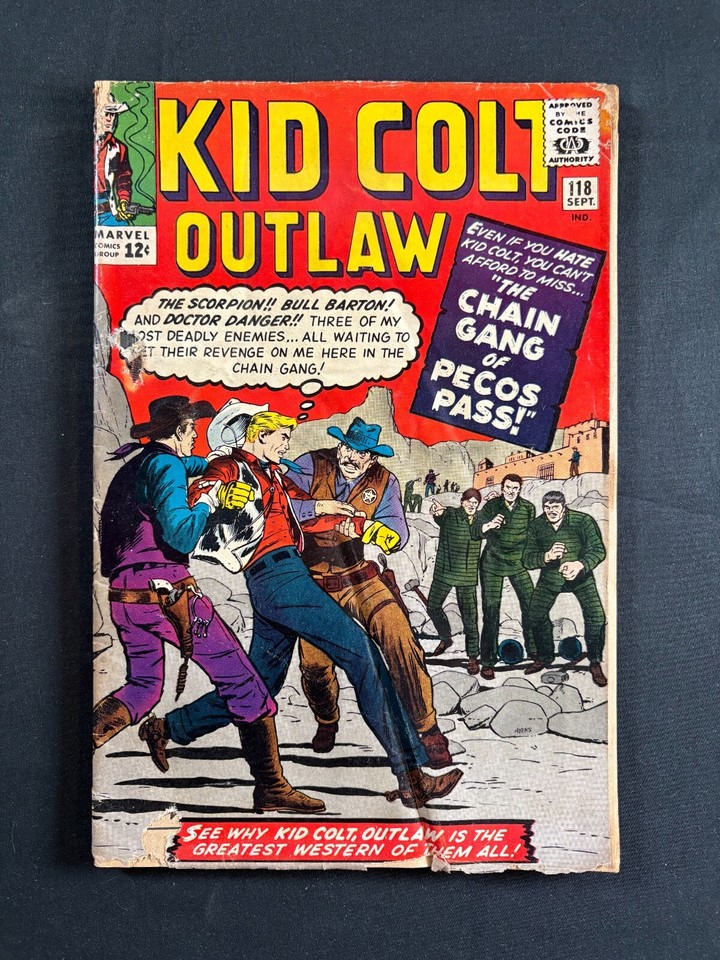 KID COLT
OUTLAW
APPROVED
BY THE
COMICS
CODE
AUTHORITY
118
SEPT.
IND.
MARVEL
COMICS
GROUP 12¢
EVEN IF YOU HATE
KID COLT, YOU CAN'T
AFFORD TO MISS...
"THE
CHAIN
GANG
OF
PECOS
PASS!"
THE SCORPION!! BULL BARTON!
AND DOCTOR DANGER!! THREE OF MY
MOST DEADLY ENEMIES... ALL WAITING TO
GET THEIR REVENGE ON ME HERE IN THE
CHAIN GANG!
AYERS
SEE WHY KID COLT, OUTLAW IS THE
GREATEST WESTERN OF THEM ALL!